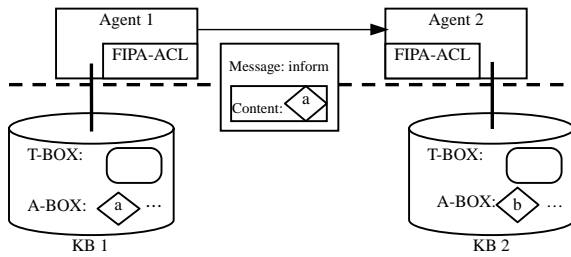 Agent 1
FIPA-ACL
Agent 2
FIPA-ACL
Message: inform
Content: a
T-BOX:
A-BOX: a ...
KB 1
T-BOX:
A-BOX: b ...
KB 2